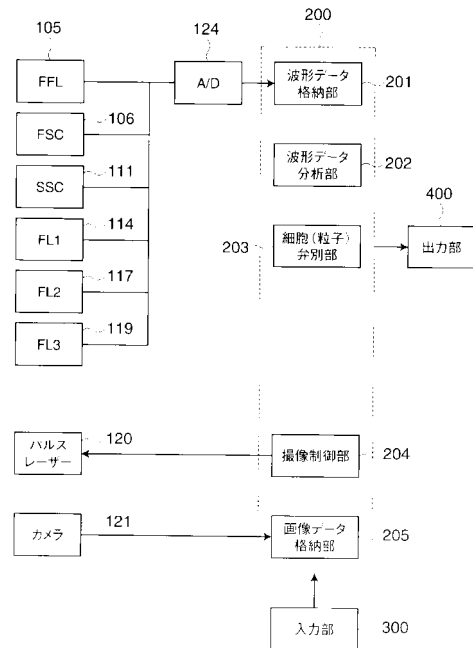 105
124
200
FFL
A/D
波形データ
格納部
201
FSC
106
SSC
111
波形データ
分析部
202
FL1
114
203
細胞(粒子)
弁別部
400
出力部
FL2
117
FL3
119
パルス
レーザー
120
撮像制御部
204
カメラ
121
画像データ
格納部
205
入力部
300